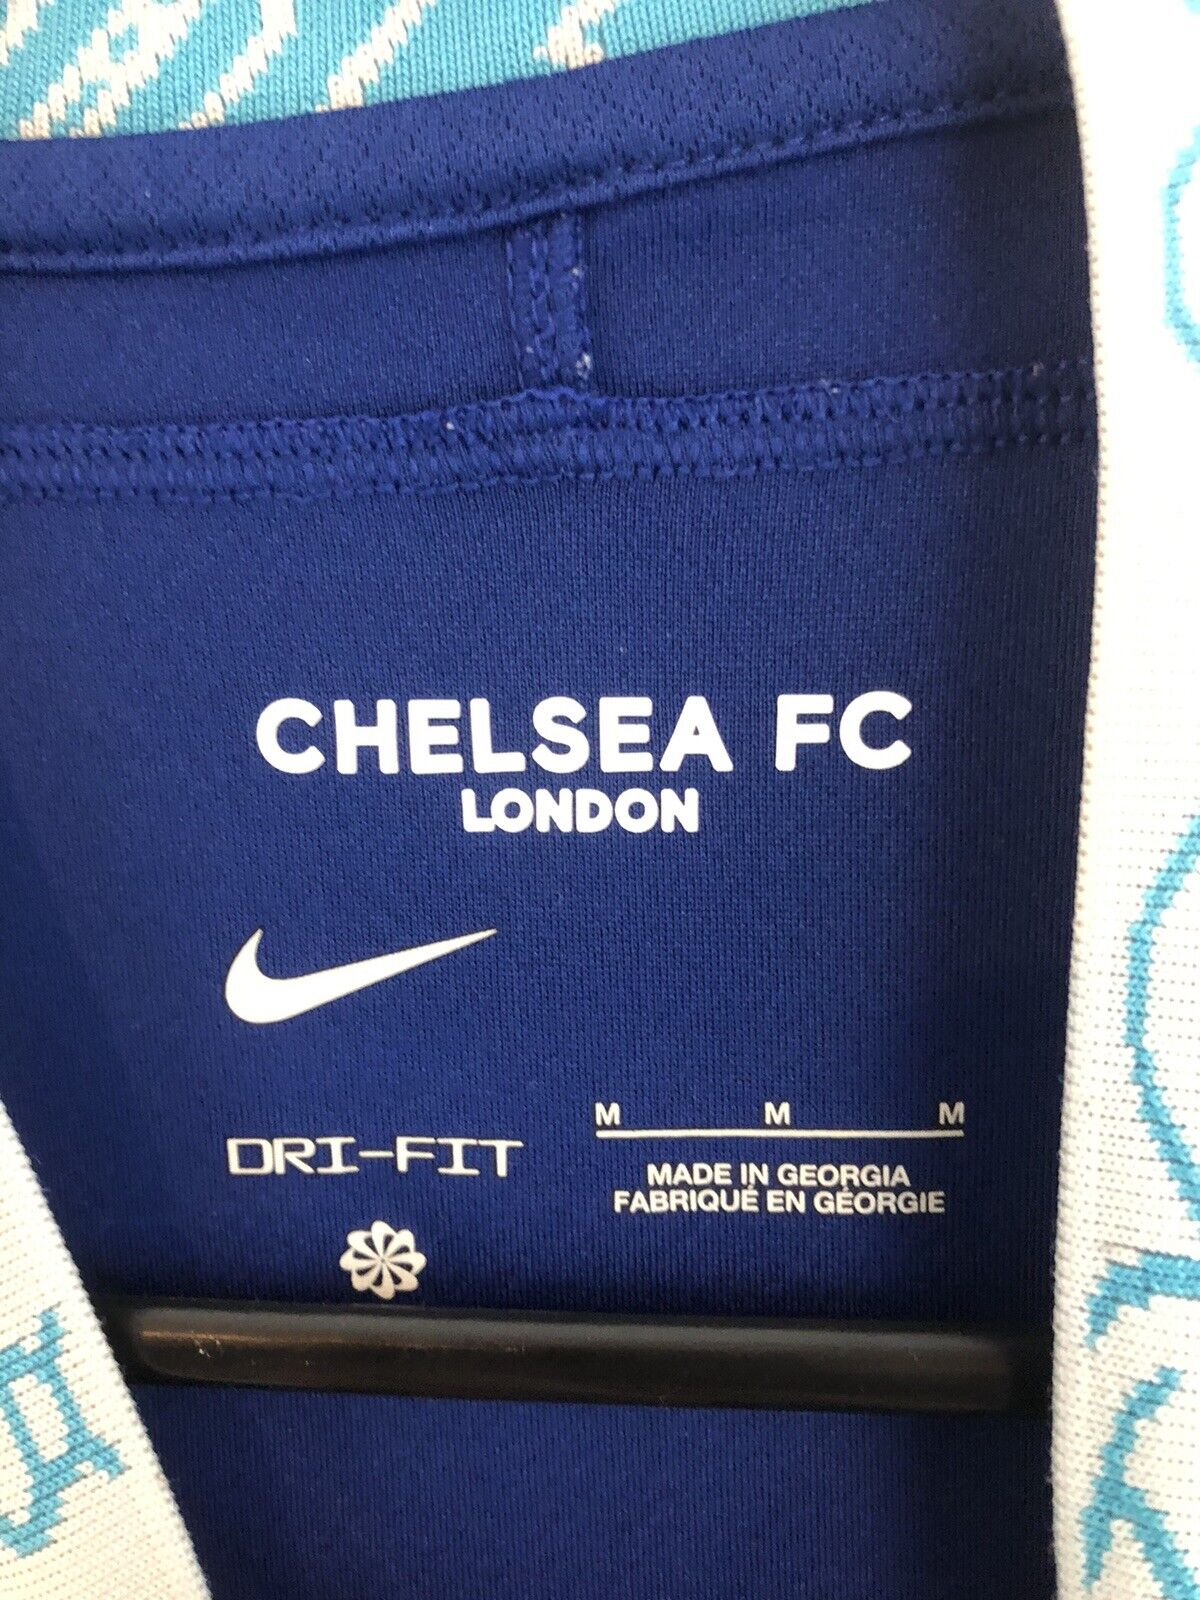 CHELSEA FC
LONDON
DRI-FIT
M M M
MADE IN GEORGIA
FABRIQUÉ EN GÉORGIE